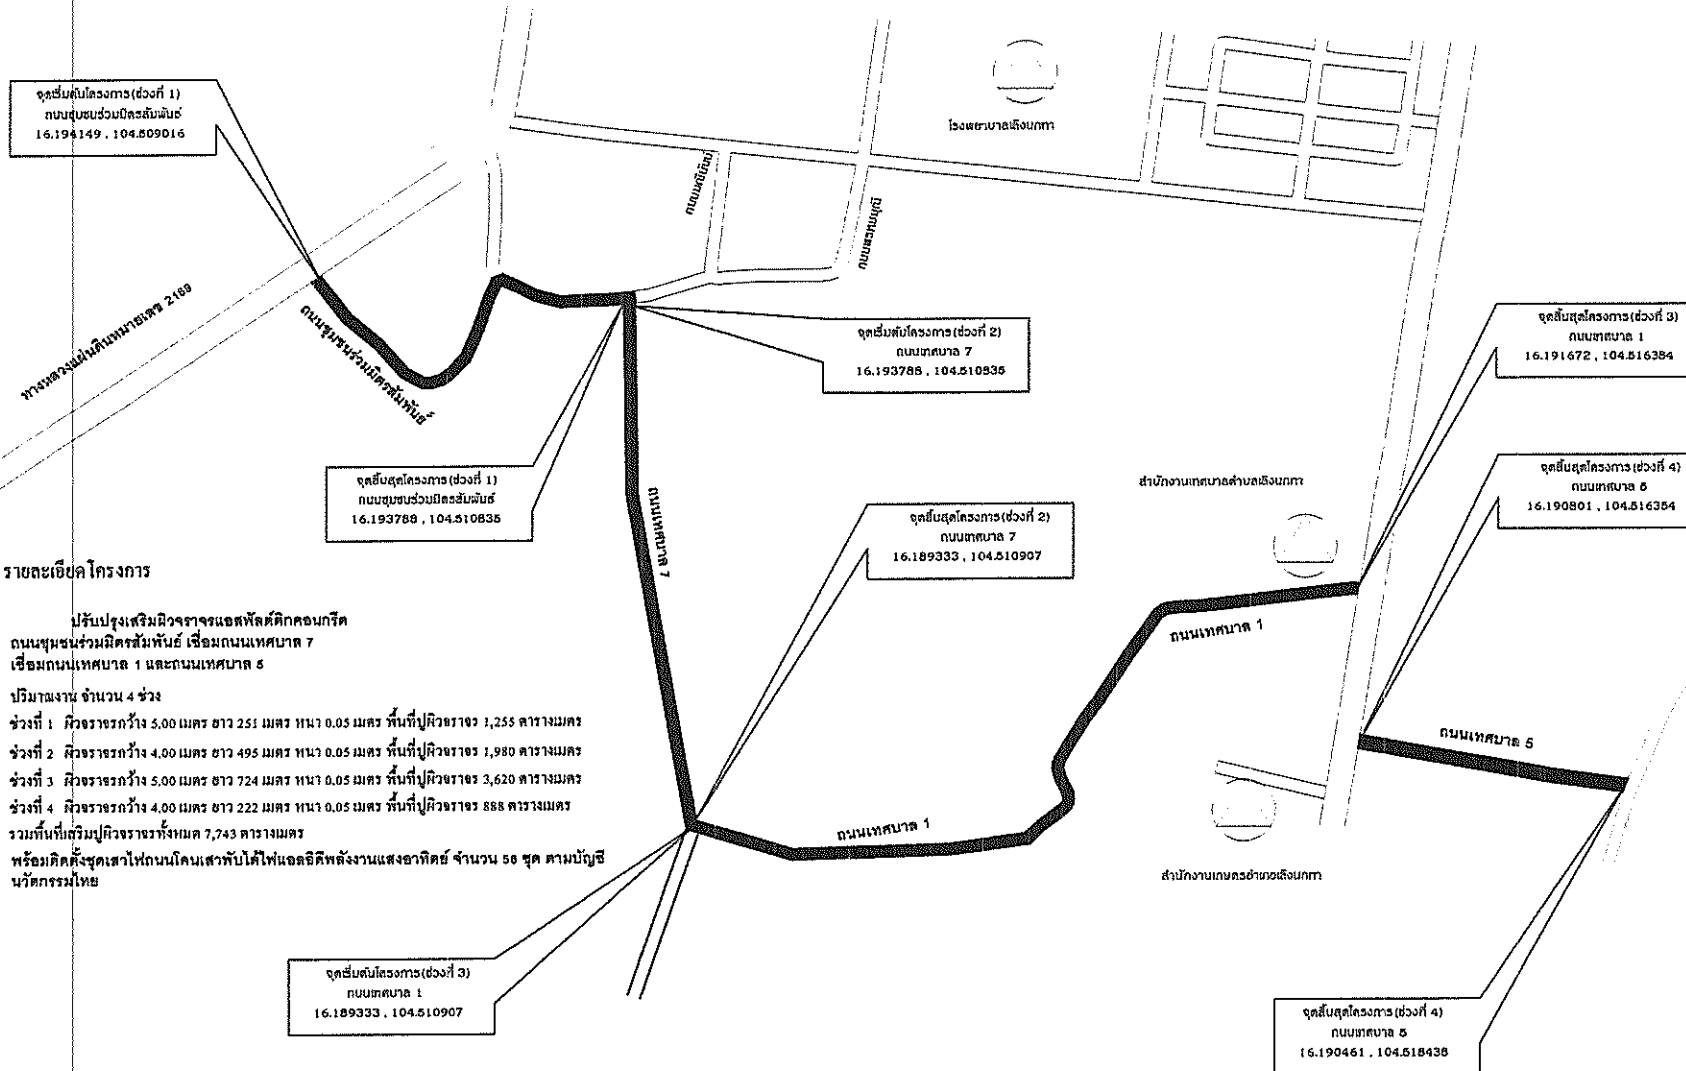 จุดเริ่มต้นโครงการ(ช่วงที่ 1)
ถนนชุมชนร่วมมิตรสัมพันธ์
16.194149 , 104.509016
โรงพยาบาลเลิงนกทา
ถนนพรหมมุณี
ทางหลวงแผ่นดินหมายเลข 2169
ถนนชุมชนร่วมมิตรสัมพันธ์
จุดเริ่มต้นโครงการ(ช่วงที่ 2)
ถนนเทศบาล 7
16.193788 , 104.510835
จุดสิ้นสุดโครงการ(ช่วงที่ 3)
ถนนเทศบาล 1
16.191672 , 104.516384
จุดสิ้นสุดโครงการ(ช่วงที่ 1)
ถนนชุมชนร่วมมิตรสัมพันธ์
16.193788 , 104.510835
ถนนเทศบาล 7
จุดสิ้นสุดโครงการ(ช่วงที่ 2)
ถนนเทศบาล 7
16.189333 , 104.510907
สำนักงานเทศบาลตำบลเลิงนกทา
จุดสิ้นสุดโครงการ(ช่วงที่ 4)
ถนนเทศบาล 5
16.190801 , 104.516354
รายละเอียดโครงการ
ปรับปรุงเสริมผิวจราจรแอสฟัลต์ติกคอนกรีต
ถนนชุมชนร่วมมิตรสัมพันธ์ เชื่อมถนนเทศบาล 7
เชื่อมถนนเทศบาล 1 และถนนเทศบาล 5
ปริมาณงาน จำนวน 4 ช่วง
ช่วงที่ 1 ผิวจราจรกว้าง 5.00 เมตร ยาว 251 เมตร หนา 0.05 เมตร พื้นที่ปูผิวจราจร 1,255 ตารางเมตร
ช่วงที่ 2 ผิวจราจรกว้าง 4.00 เมตร ยาว 495 เมตร หนา 0.05 เมตร พื้นที่ปูผิวจราจร 1,980 ตารางเมตร
ช่วงที่ 3 ผิวจราจรกว้าง 5.00 เมตร ยาว 724 เมตร หนา 0.05 เมตร พื้นที่ปูผิวจราจร 3,620 ตารางเมตร
ช่วงที่ 4 ผิวจราจรกว้าง 4.00 เมตร ยาว 222 เมตร หนา 0.05 เมตร พื้นที่ปูผิวจราจร 888 ตารางเมตร
รวมพื้นที่เสริมปูผิวจราจรทั้งหมด 7,743 ตารางเมตร
พร้อมติดตั้งชุดเสาไฟถนนโคนเสาพับได้ไฟแอลอีดีพลังงานแสงอาทิตย์ จำนวน ชุด ตามบัญชี
นวัตกรรมไทย
ถนนเทศบาล 1
ถนนเทศบาล 5
ถนนเทศบาล 1
สำนักงานเกษตรอำเภอเลิงนกทา
จุดเริ่มต้นโครงการ(ช่วงที่ 3)
ถนนเทศบาล 1
16.189333 , 104.510907
จุดสิ้นสุดโครงการ(ช่วงที่ 4)
ถนนเทศบาล 5
16.190461 , 104.518438